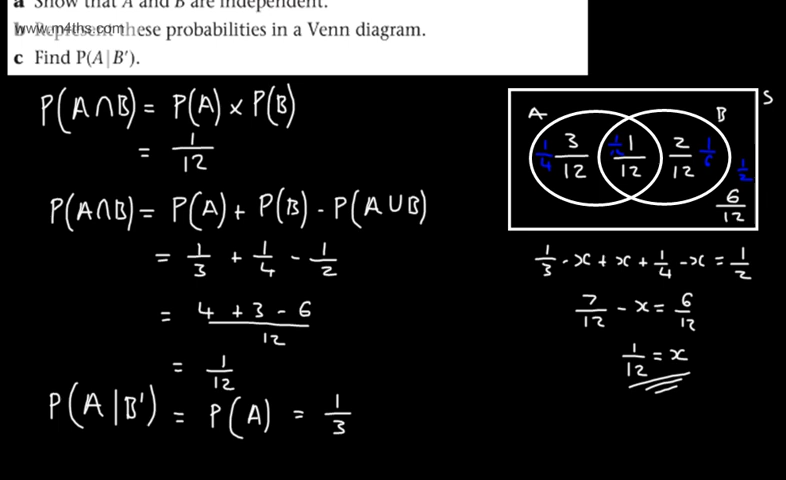 a Show that A and B are independent.
b Represent these probabilities in a Venn diagram.
www.m4ths.com
c Find P(A|B′).
P(A∩B) = P(A) × P(B)
= 1/12
P(A∩B) = P(A) + P(B) - P(A∪B)
= 1/3 + 1/4 - 1/2
= 4 + 3 - 6 / 12
= 1/12
P(A|B') = P(A) = 1/3
S
A B
1/4 3/12 1/12 1/12 2/12 1/6 1/2
6/12
1/3 - x + x + 1/4 - x = 1/2
7/12 - x = 6/12
1/12 = x